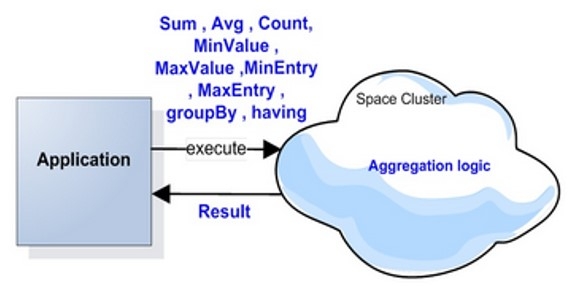 Sum , Avg , Count,
MinValue ,
MaxValue ,MinEntry
, MaxEntry ,
groupBy , having
Space Cluster
Application
execute
Aggregation logic
Result